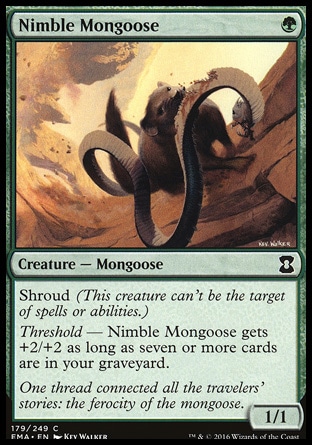 Nimble Mongoose
KEV WALKER
Creature — Mongoose
Shroud (This creature can't be the target
of spells or abilities.)
Threshold — Nimble Mongoose gets
+2/+2 as long as seven or more cards
are in your graveyard.
One thread connected all the travelers'
stories: the ferocity of the mongoose.
1/1
179/249 C
EMA • EN KEV WALKER
™ & © 2016 Wizards of the Coast